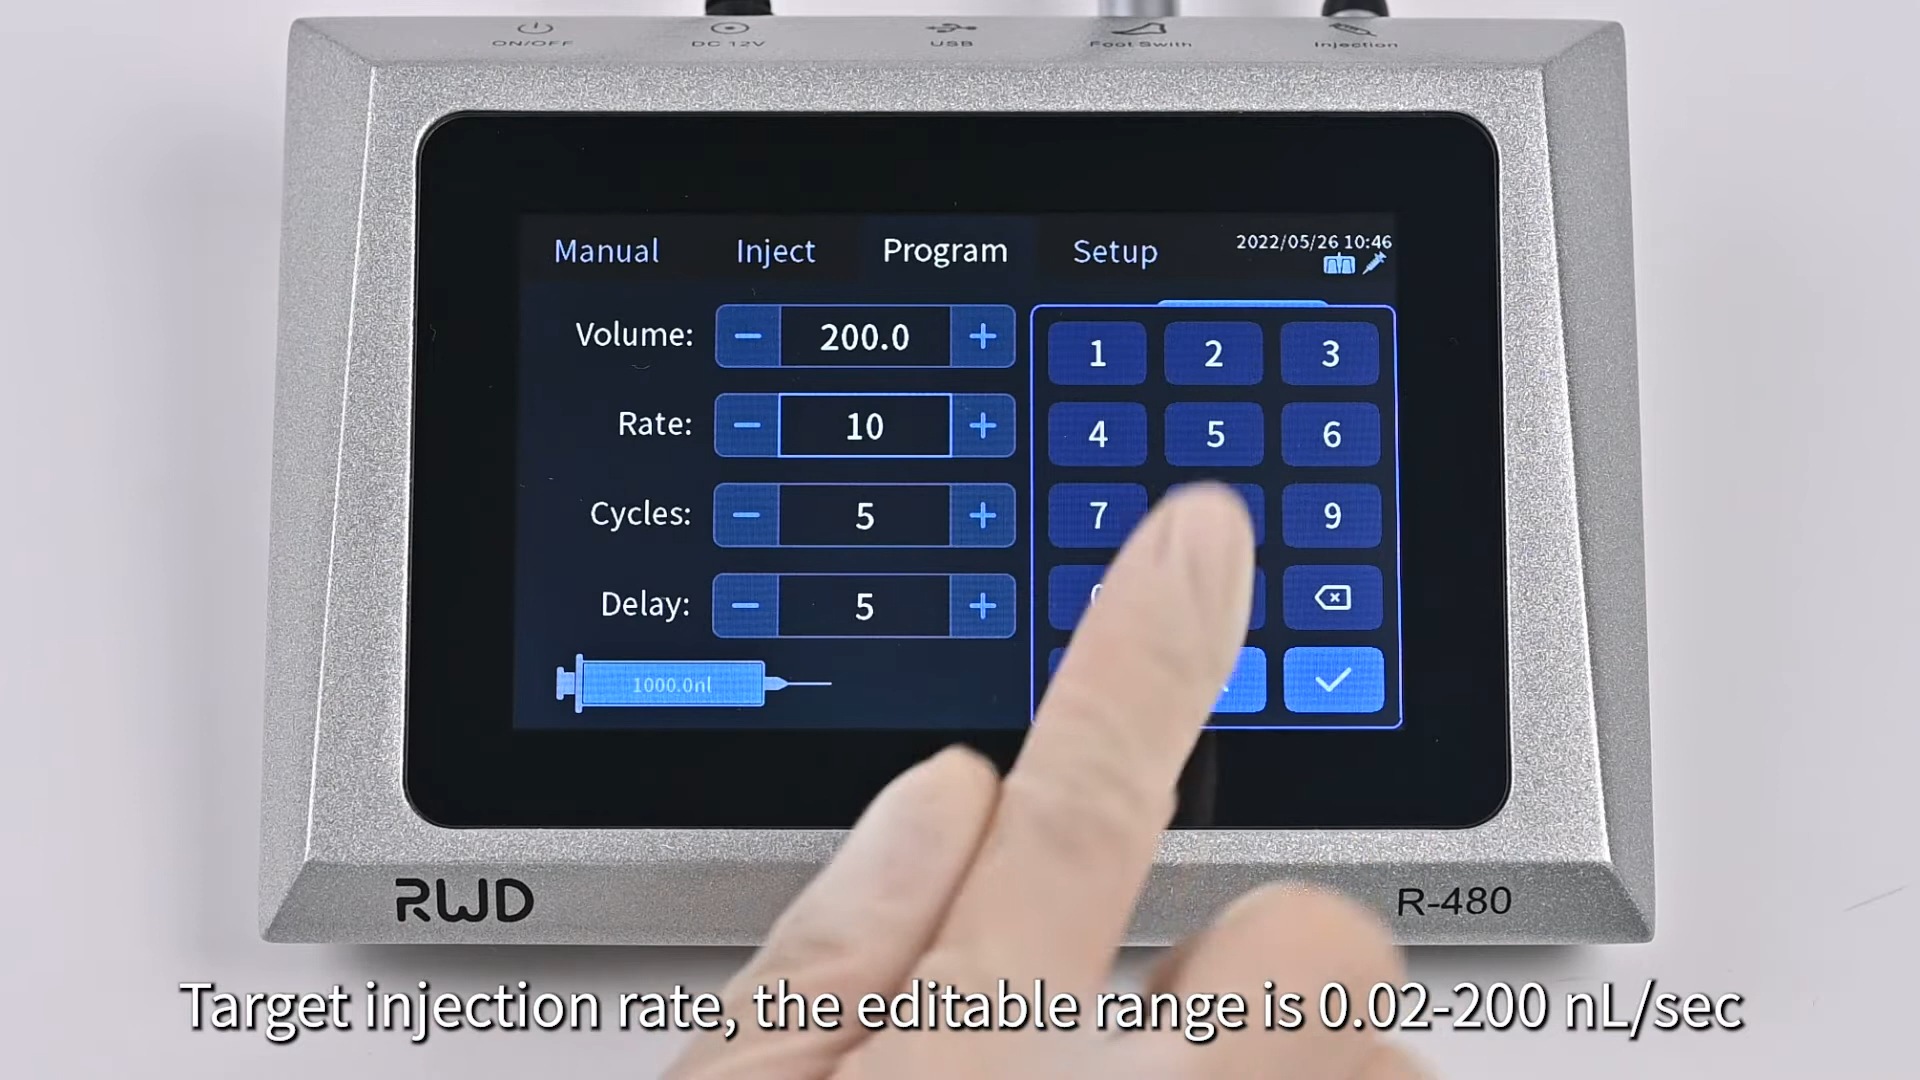 ON/OFF
DC 12V
USB
Foot Swith
Injection
Manual
Inject
Program
Setup
2022/05/26 10:46
Volume:
200.0
Rate:
10
Cycles:
5
Delay:
5
1000.0nl
1
2
3
4
5
6
7
9
RWD
R-480
Target injection rate, the editable range is 0.02-200 nL/sec